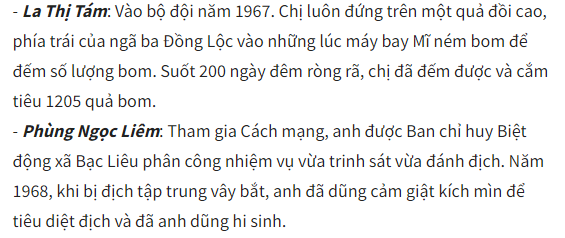 - La Thị Tám: Vào bộ đội năm 1967. Chị luôn đứng trên một quả đồi cao,
phía trái của ngã ba Đồng Lộc vào những lúc máy bay Mĩ ném bom để
đếm số lượng bom. Suốt 200 ngày đêm ròng rã, chị đã đếm được và cắm
tiêu 1205 quả bom.
- Phùng Ngọc Liêm: Tham gia Cách mạng, anh được Ban chỉ huy Biệt
động xã Bạc Liêu phân công nhiệm vụ vừa trinh sát vừa đánh địch. Năm
1968, khi bị địch tập trung vây bắt, anh đã dũng cảm giật kích mìn để
tiêu diệt địch và đã anh dũng hi sinh.